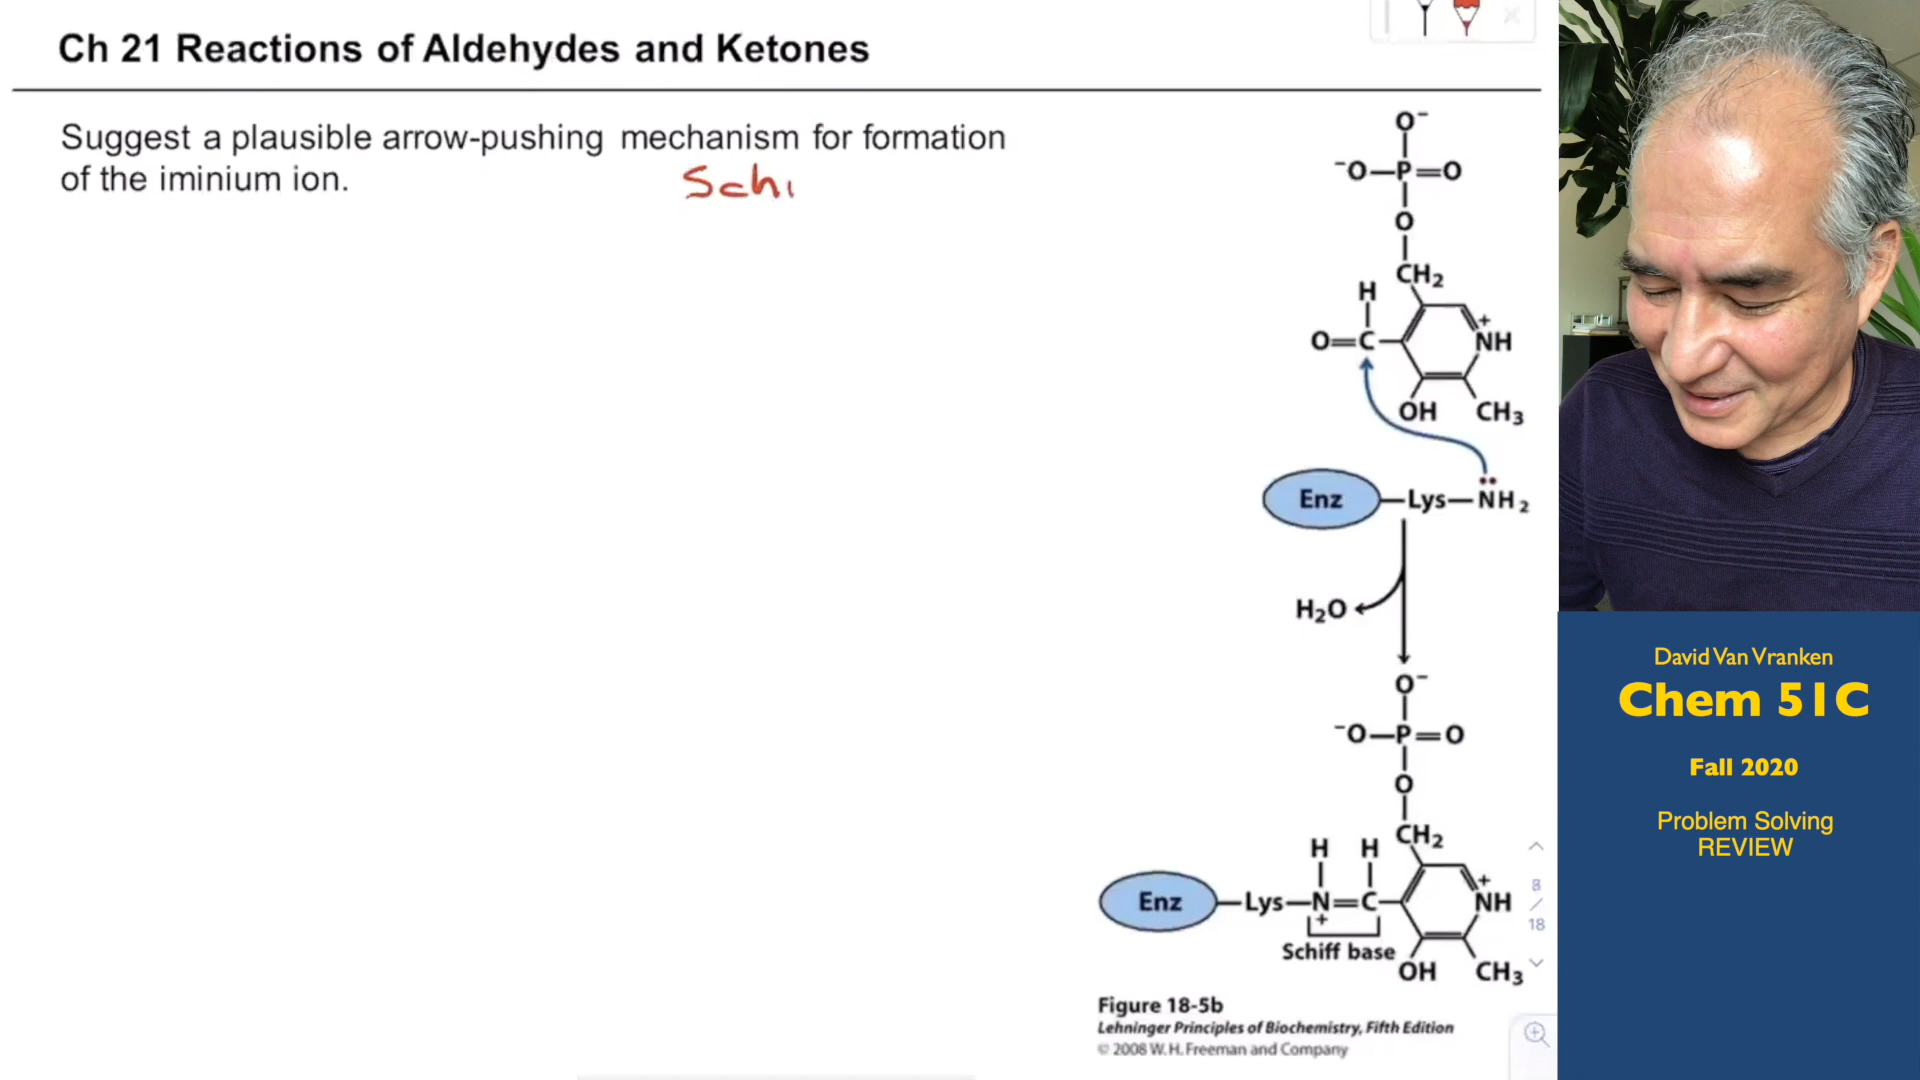 Ch 21 Reactions of Aldehydes and Ketones
Suggest a plausible arrow-pushing mechanism for formation
of the iminium ion.
Schi
O⁻
⁻O—P=O
O
CH₂
H
O=C
+
NH
OH CH₃
Enz —Lys—NH₂
H₂O
O⁻
⁻O—P=O
O
CH₂
H H
Enz —Lys—N=C
+
+
NH
Schiff base
OH CH₃
Figure 18-5b
Lehninger Principles of Biochemistry, Fifth Edition
© 2008 W.H. Freeman and Company
8
/
18
David Van Vranken
Chem 51C
Fall 2020
Problem Solving
REVIEW